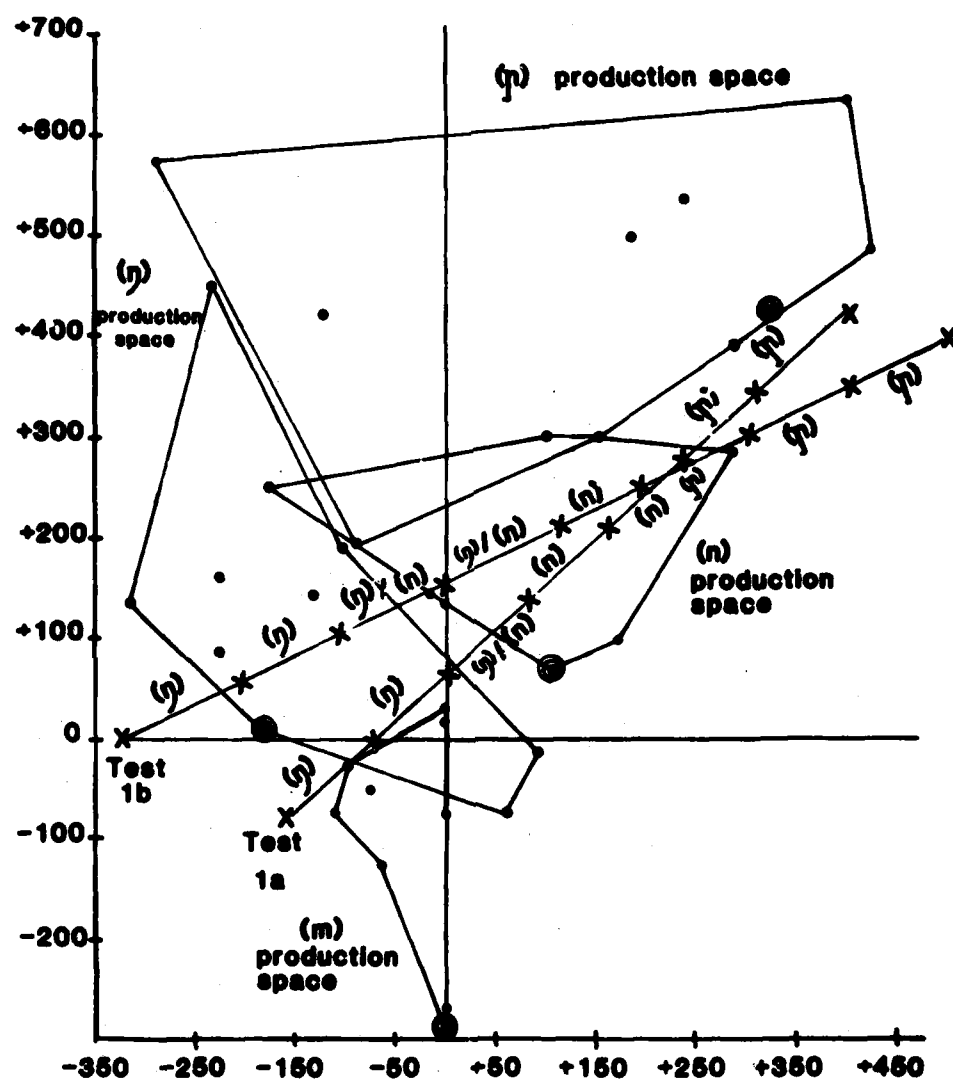 +700
(ɲ) production space
+600
+500
(ŋ)
production
space
+400
(ɲ)
(ɲ)
(ɲ)
+300
(ɲ)
(n)
(ɲ)
(n)
+200
(ŋ)/(n)
(n)
(n)
production
space
(ŋ)/(n)
+100
(ŋ)
(ŋ)/(n)
(ŋ)
(ŋ)
0
Test
1b
(ŋ)
-100
Test
1a
(m)
production
space
-200
-350 -250 -150 -50 +50 +150 +250 +350 +450